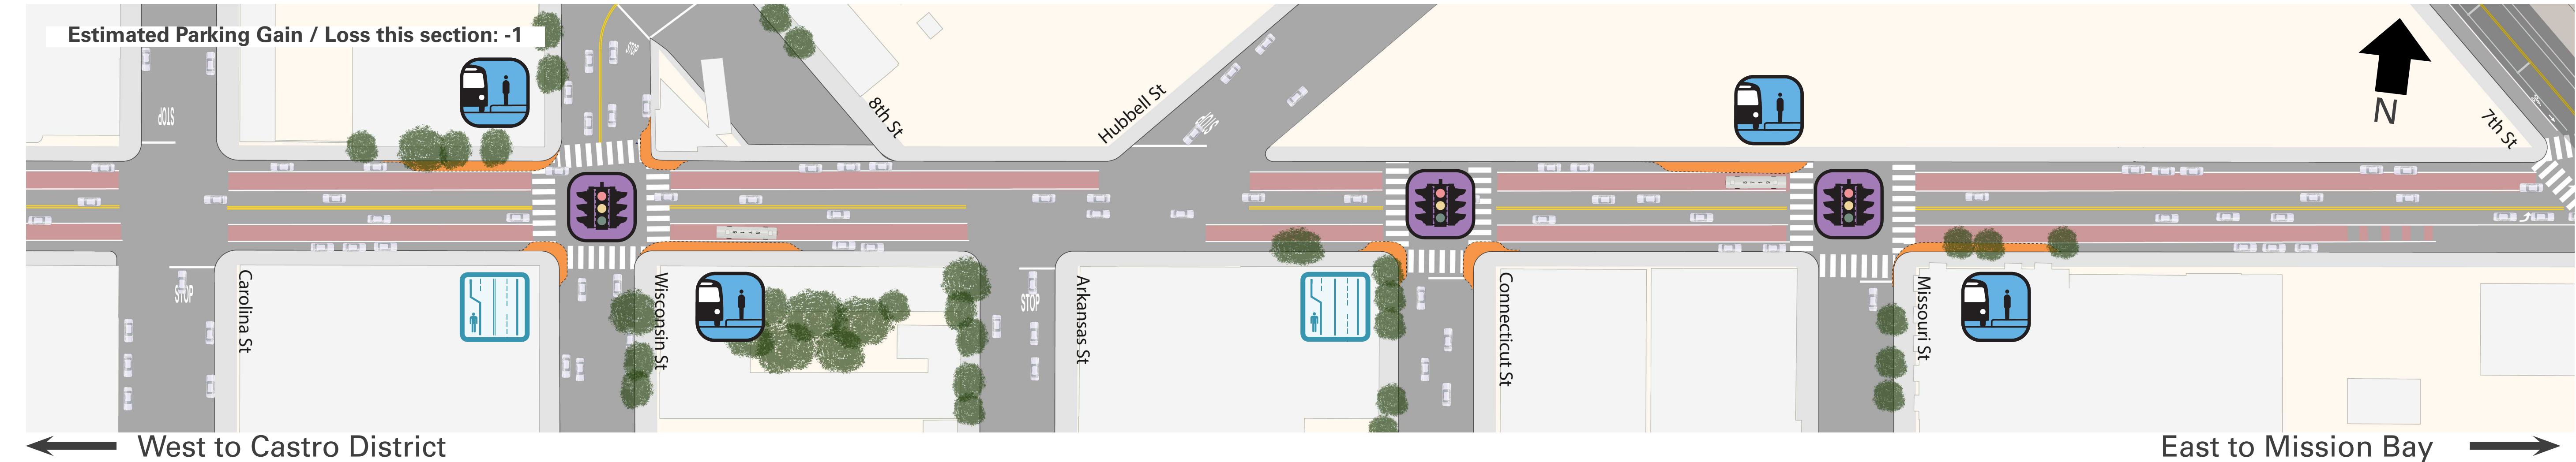 Estimated Parking Gain / Loss this section: -1
STOP
STOP
8th St
Hubbell St
STOP
N
7th St
STOP
Carolina St
Wisconsin St
STOP
Arkansas St
Connecticut St
Missouri St
West to Castro District
East to Mission Bay